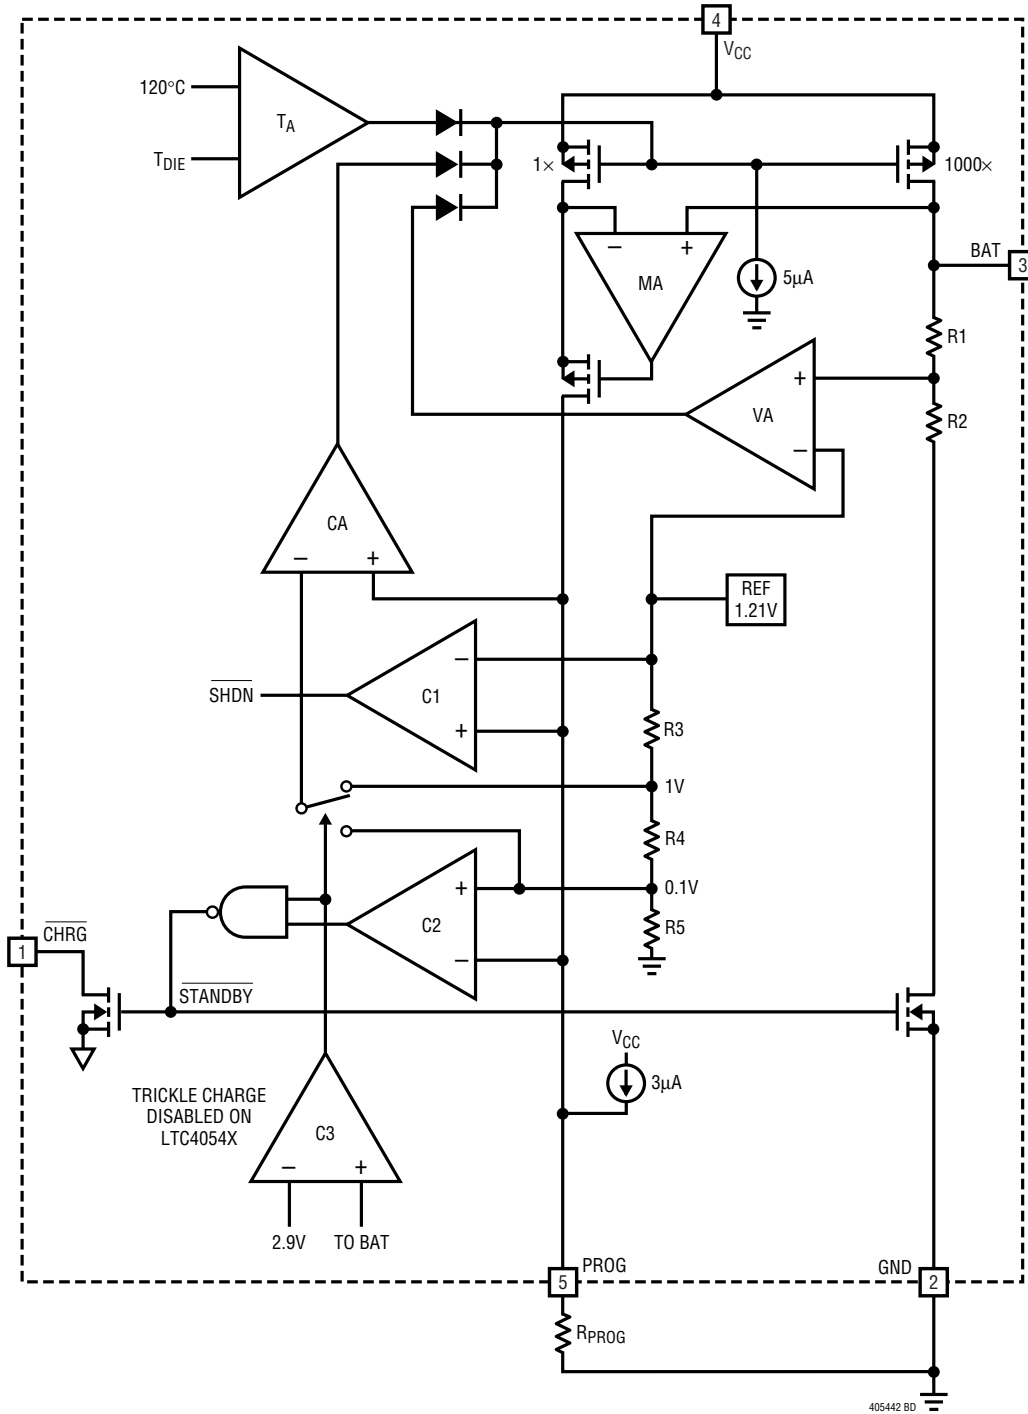 4
VCC
120°C
TA
TDIE
1×
1000×
– +
MA
5µA
BAT
3
R1
+
VA
–
R2
CA
– +
REF
1.21V
–
C1
+
SHDN
R3
1V
R4
0.1V
+
C2
–
R5
CHRG
1
STANDBY
VCC
3µA
TRICKLE CHARGE
DISABLED ON
LTC4054X
C3
– +
2.9V TO BAT
PROG
5
GND
2
RPROG
405442 BD